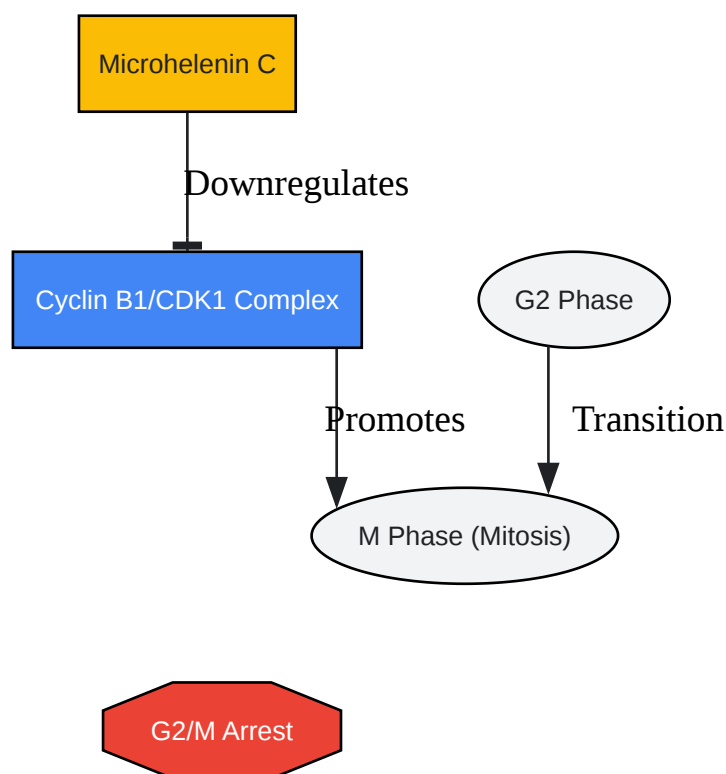 Microhelenin C
Downregulates
Cyclin B1/CDK1 Complex
G2 Phase
Promotes
Transition
M Phase (Mitosis)
G2/M Arrest